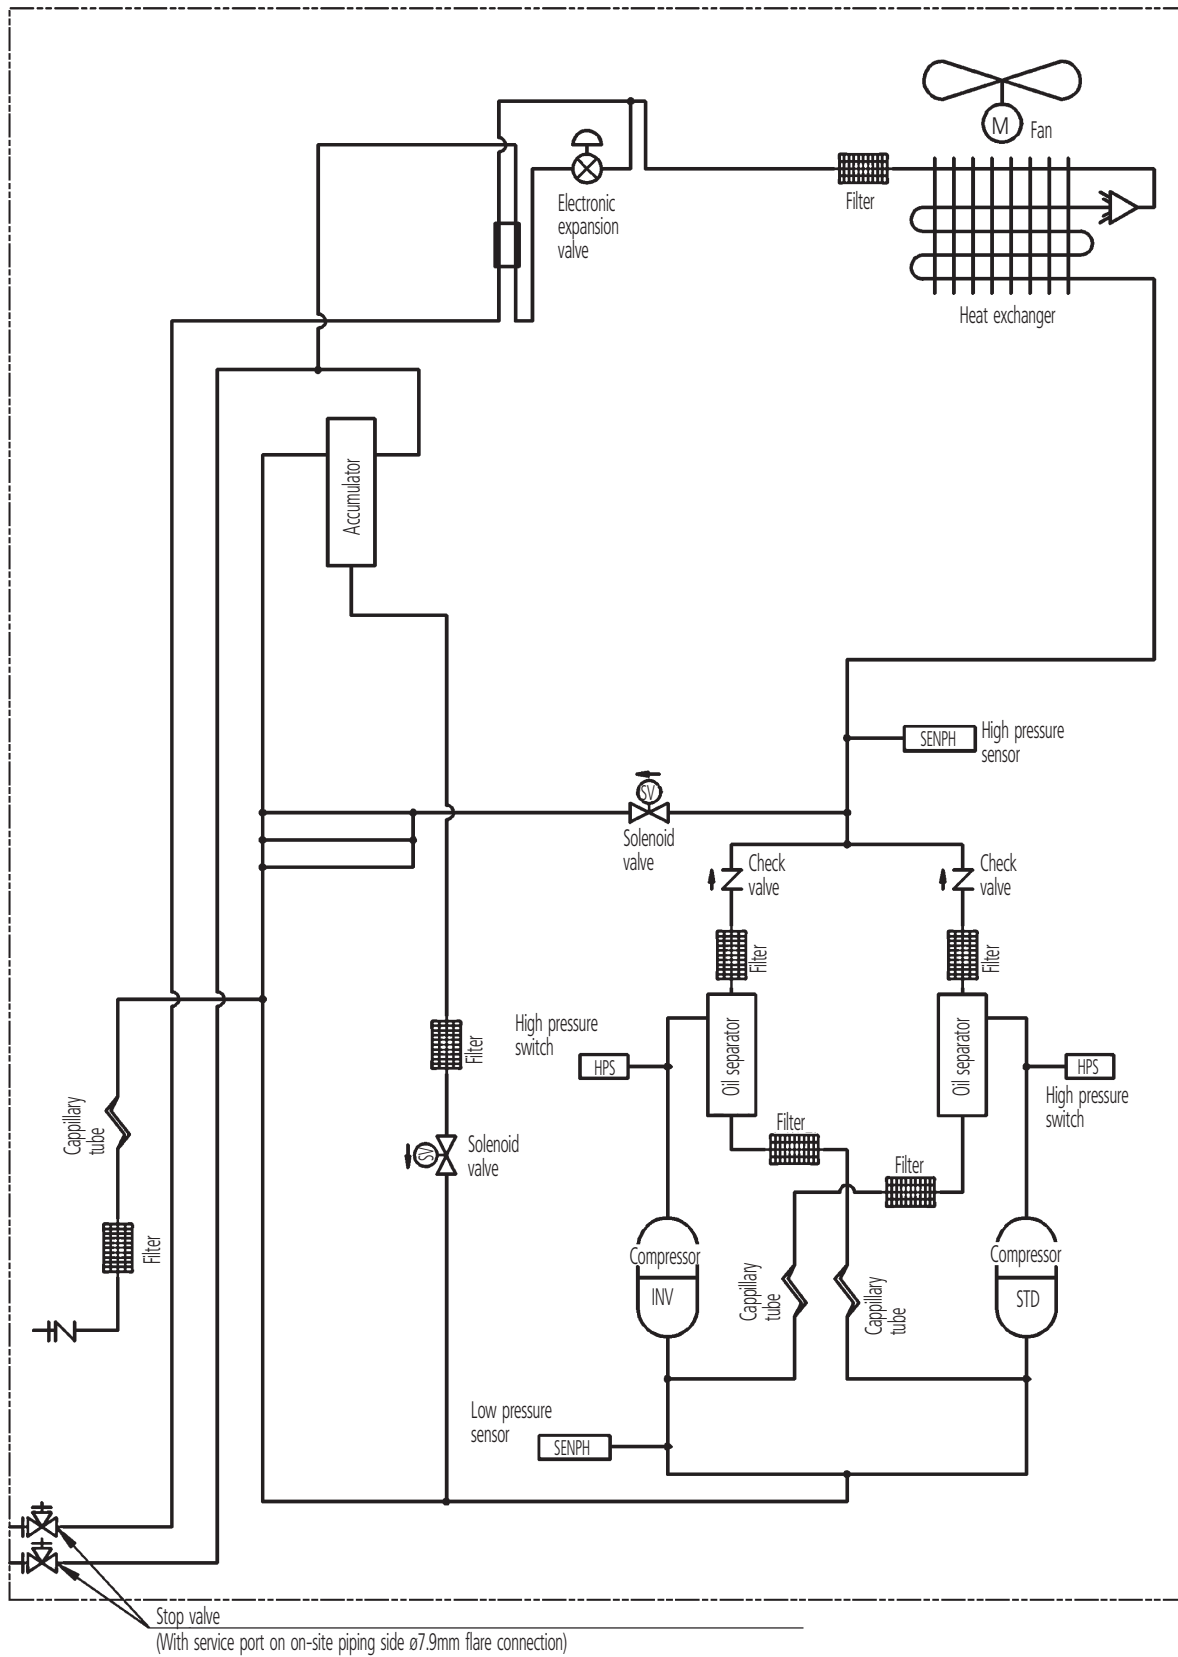 M
Fan
Electronic
expansion
valve
Filter
Heat exchanger
Accumulator
SENPH
High pressure
sensor
SV
Solenoid
valve
Check
valve
Check
valve
Filter
Filter
High pressure
switch
HPS
Oil separator
Oil separator
HPS
High pressure
switch
Filter
Cappillary
tube
Filter
SV
Solenoid
valve
Filter
Filter
Compressor
INV
Cappillary
tube
Cappillary
tube
Compressor
STD
Filter
Low pressure
sensor
SENPH
Stop valve
(With service port on on-site piping side ø7.9mm flare connection)